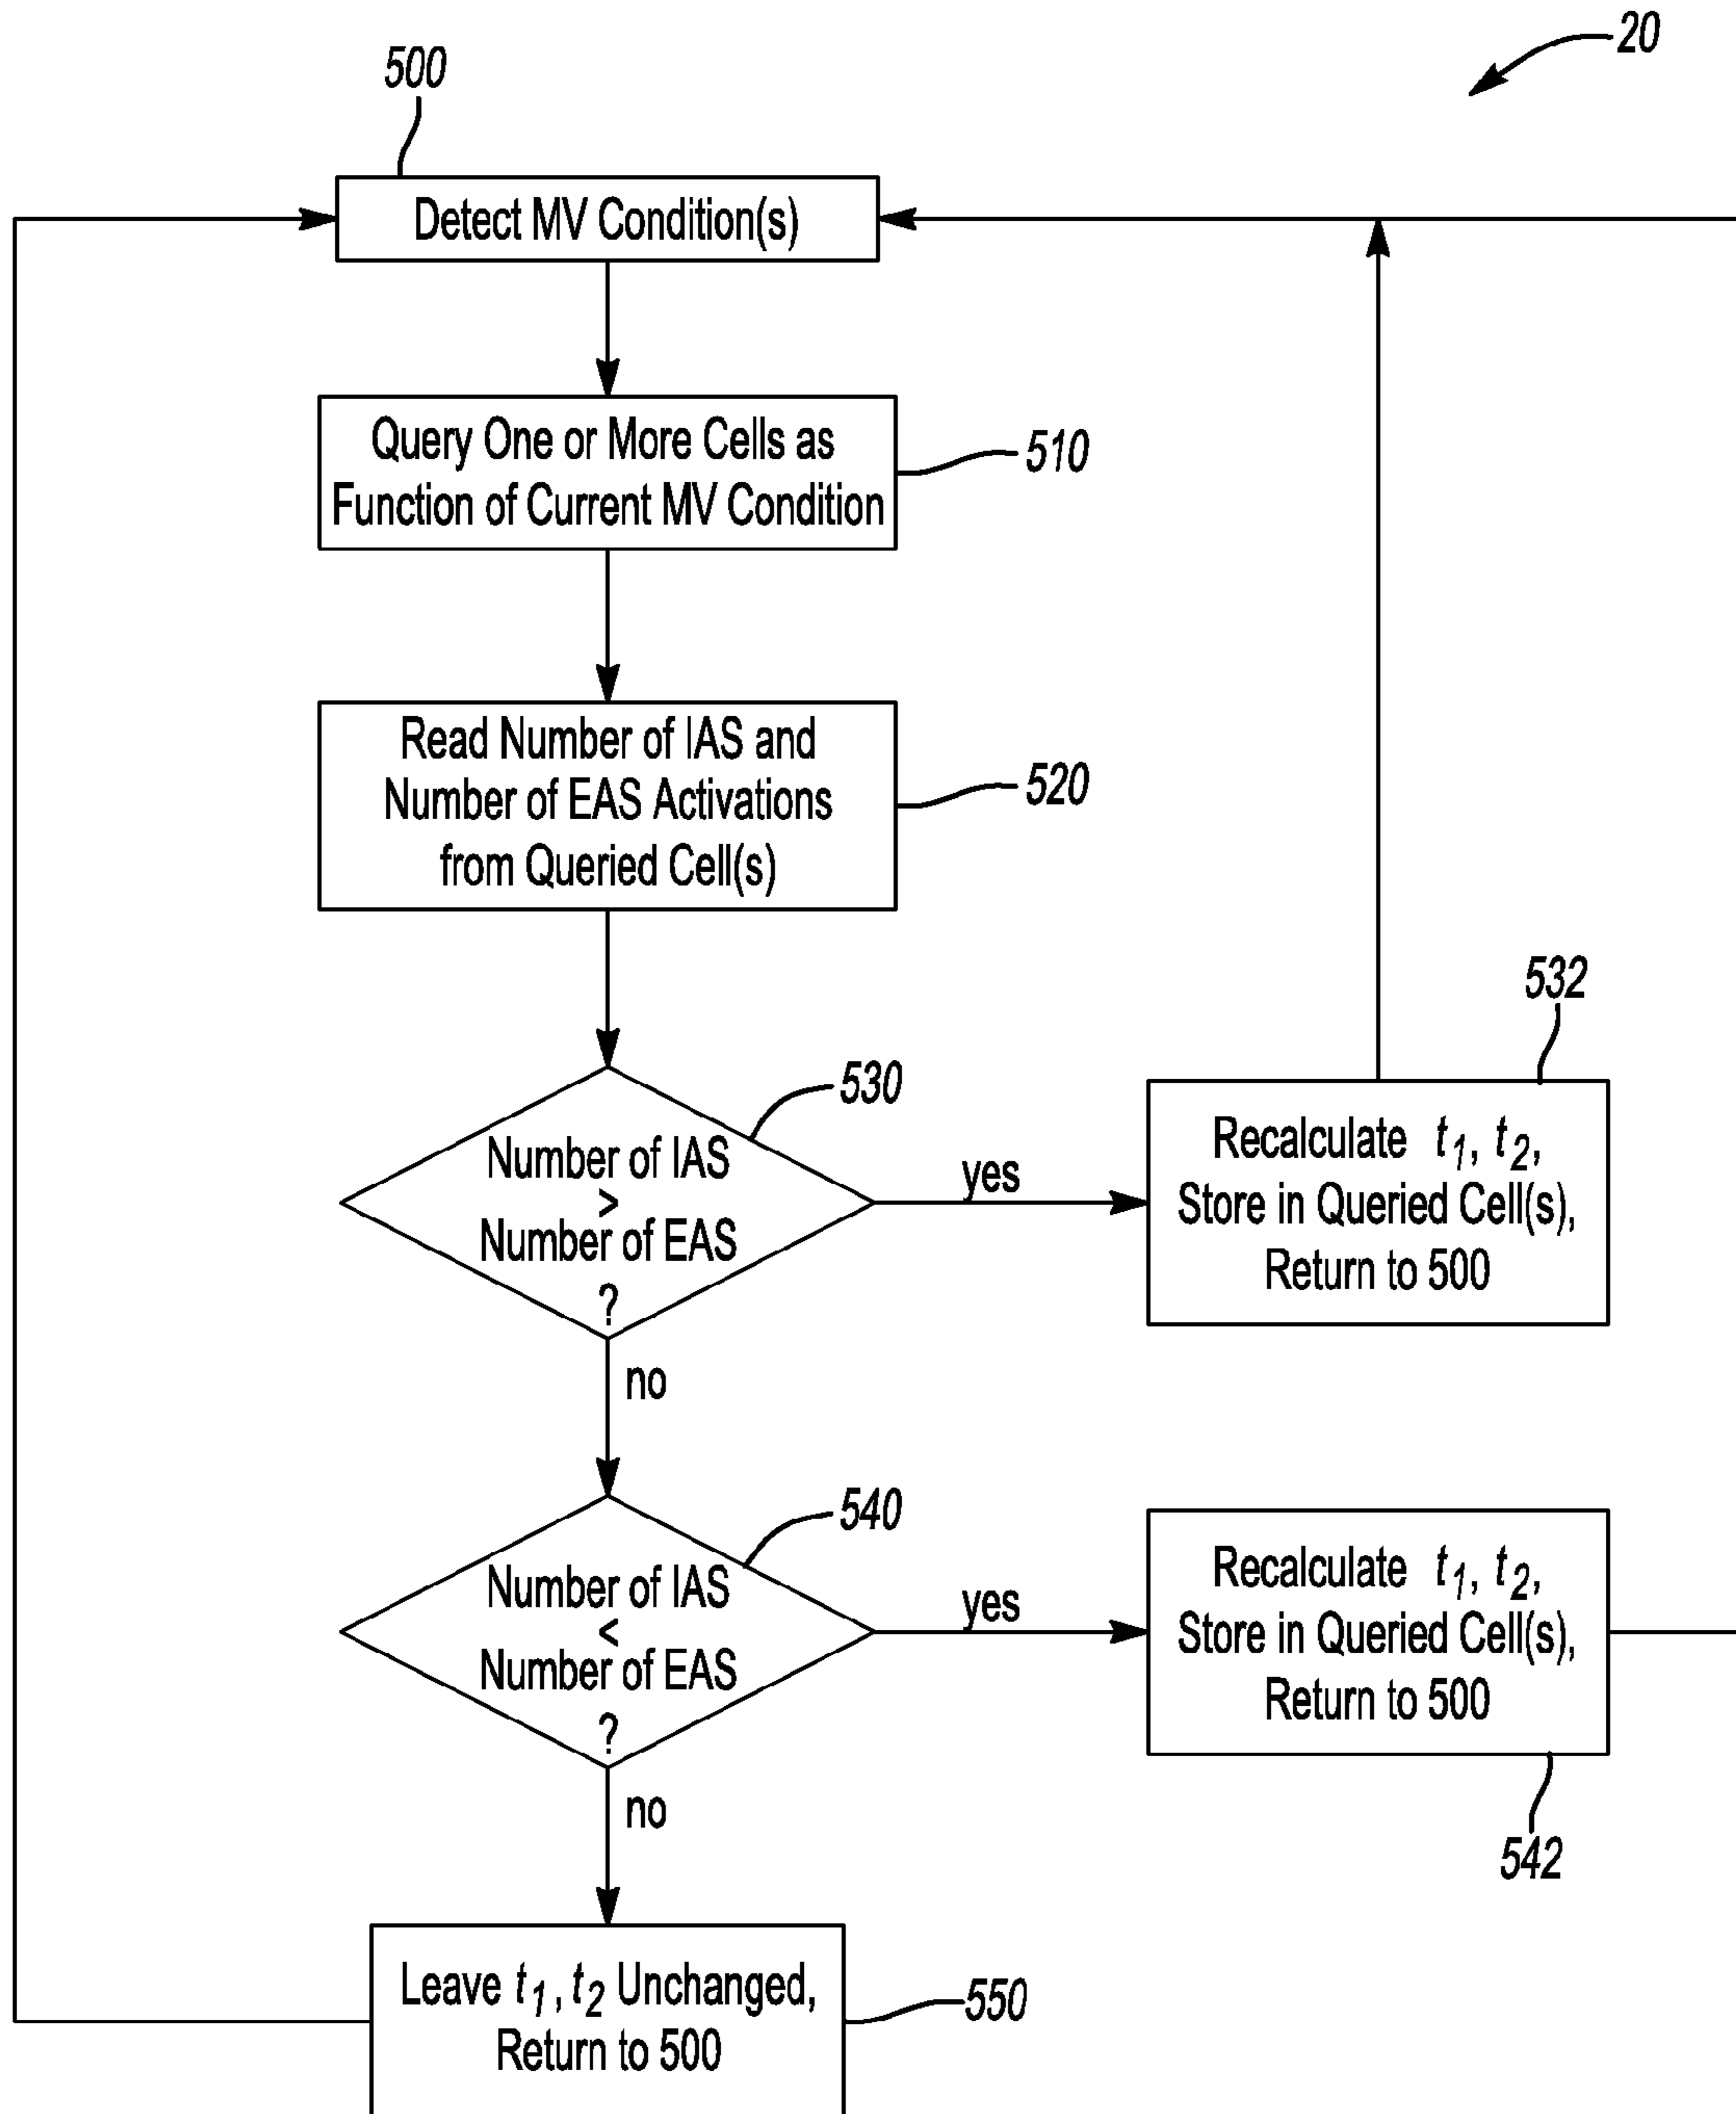 20
500
Detect MV Condition(s)
Query One or More Cells as
Function of Current MV Condition
510
Read Number of IAS and
Number of EAS Activations
from Queried Cell(s)
520
530
Number of IAS
>
Number of EAS
?
yes
532
Recalculate t1, t2,
Store in Queried Cell(s),
Return to 500
no
540
Number of IAS
<
Number of EAS
?
yes
Recalculate t1, t2,
Store in Queried Cell(s),
Return to 500
542
no
Leave t1, t2 Unchanged,
Return to 500
550